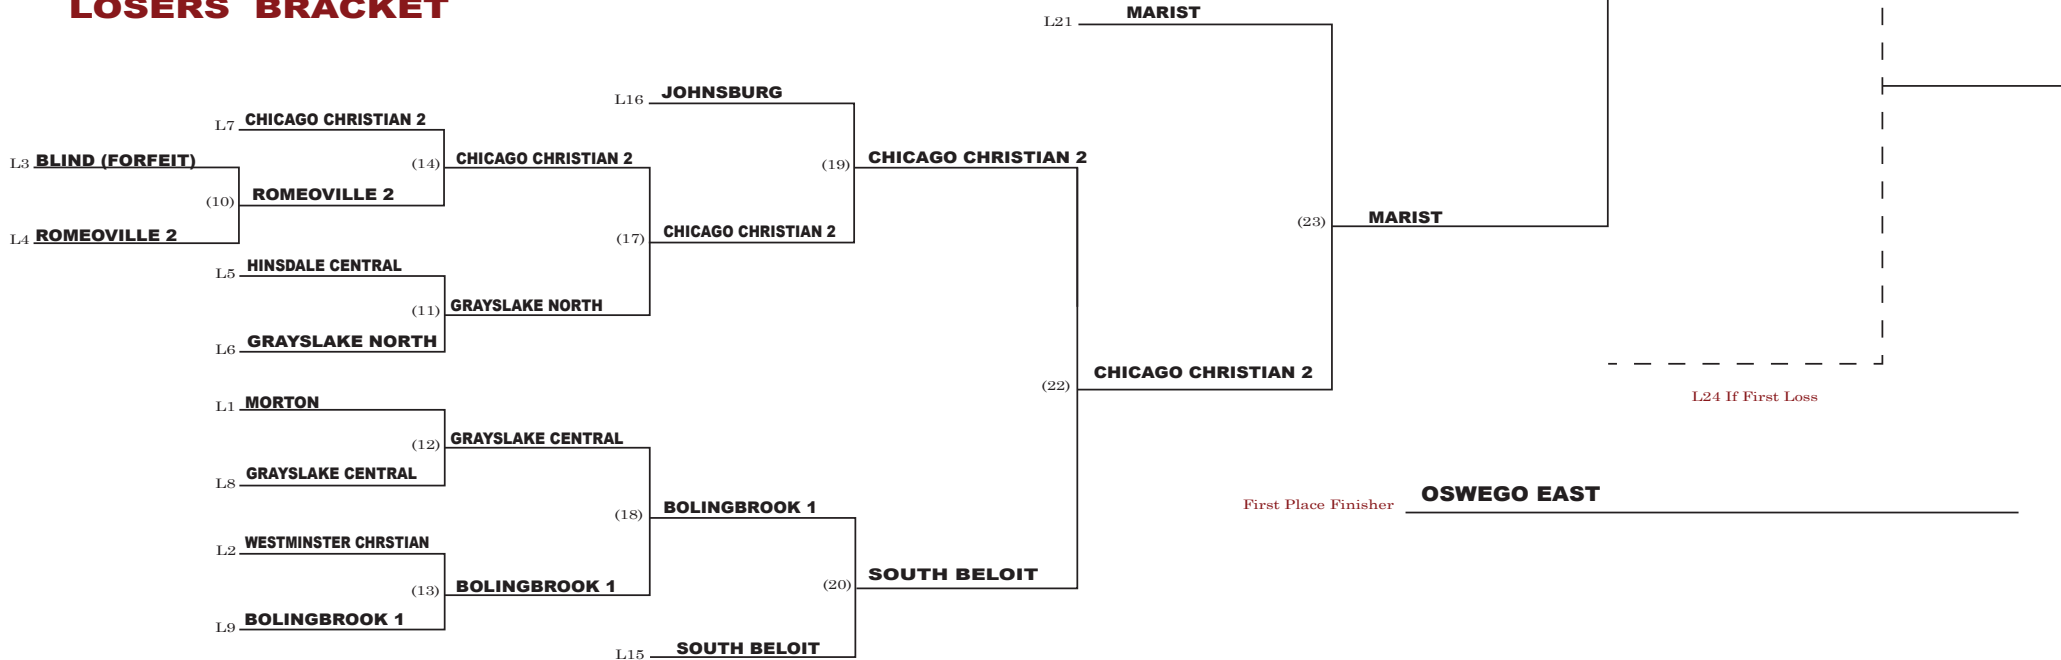 LOSERS BRACKET
L21 MARIST
L16 JOHNSBURG
L7 CHICAGO CHRISTIAN 2
L3 BLIND (FORFEIT)
(14) CHICAGO CHRISTIAN 2
(19) CHICAGO CHRISTIAN 2
(10) ROMEOVILLE 2
L4 ROMEOVILLE 2
(17) CHICAGO CHRISTIAN 2
(23) MARIST
L5 HINSDALE CENTRAL
(11) GRAYSLAKE NORTH
L6 GRAYSLAKE NORTH
(22) CHICAGO CHRISTIAN 2
L24 If First Loss
L1 MORTON
(12) GRAYSLAKE CENTRAL
L8 GRAYSLAKE CENTRAL
First Place Finisher OSWEGO EAST
(18) BOLINGBROOK 1
L2 WESTMINSTER CHRSTIAN
(20) SOUTH BELOIT
(13) BOLINGBROOK 1
L9 BOLINGBROOK 1
L15 SOUTH BELOIT